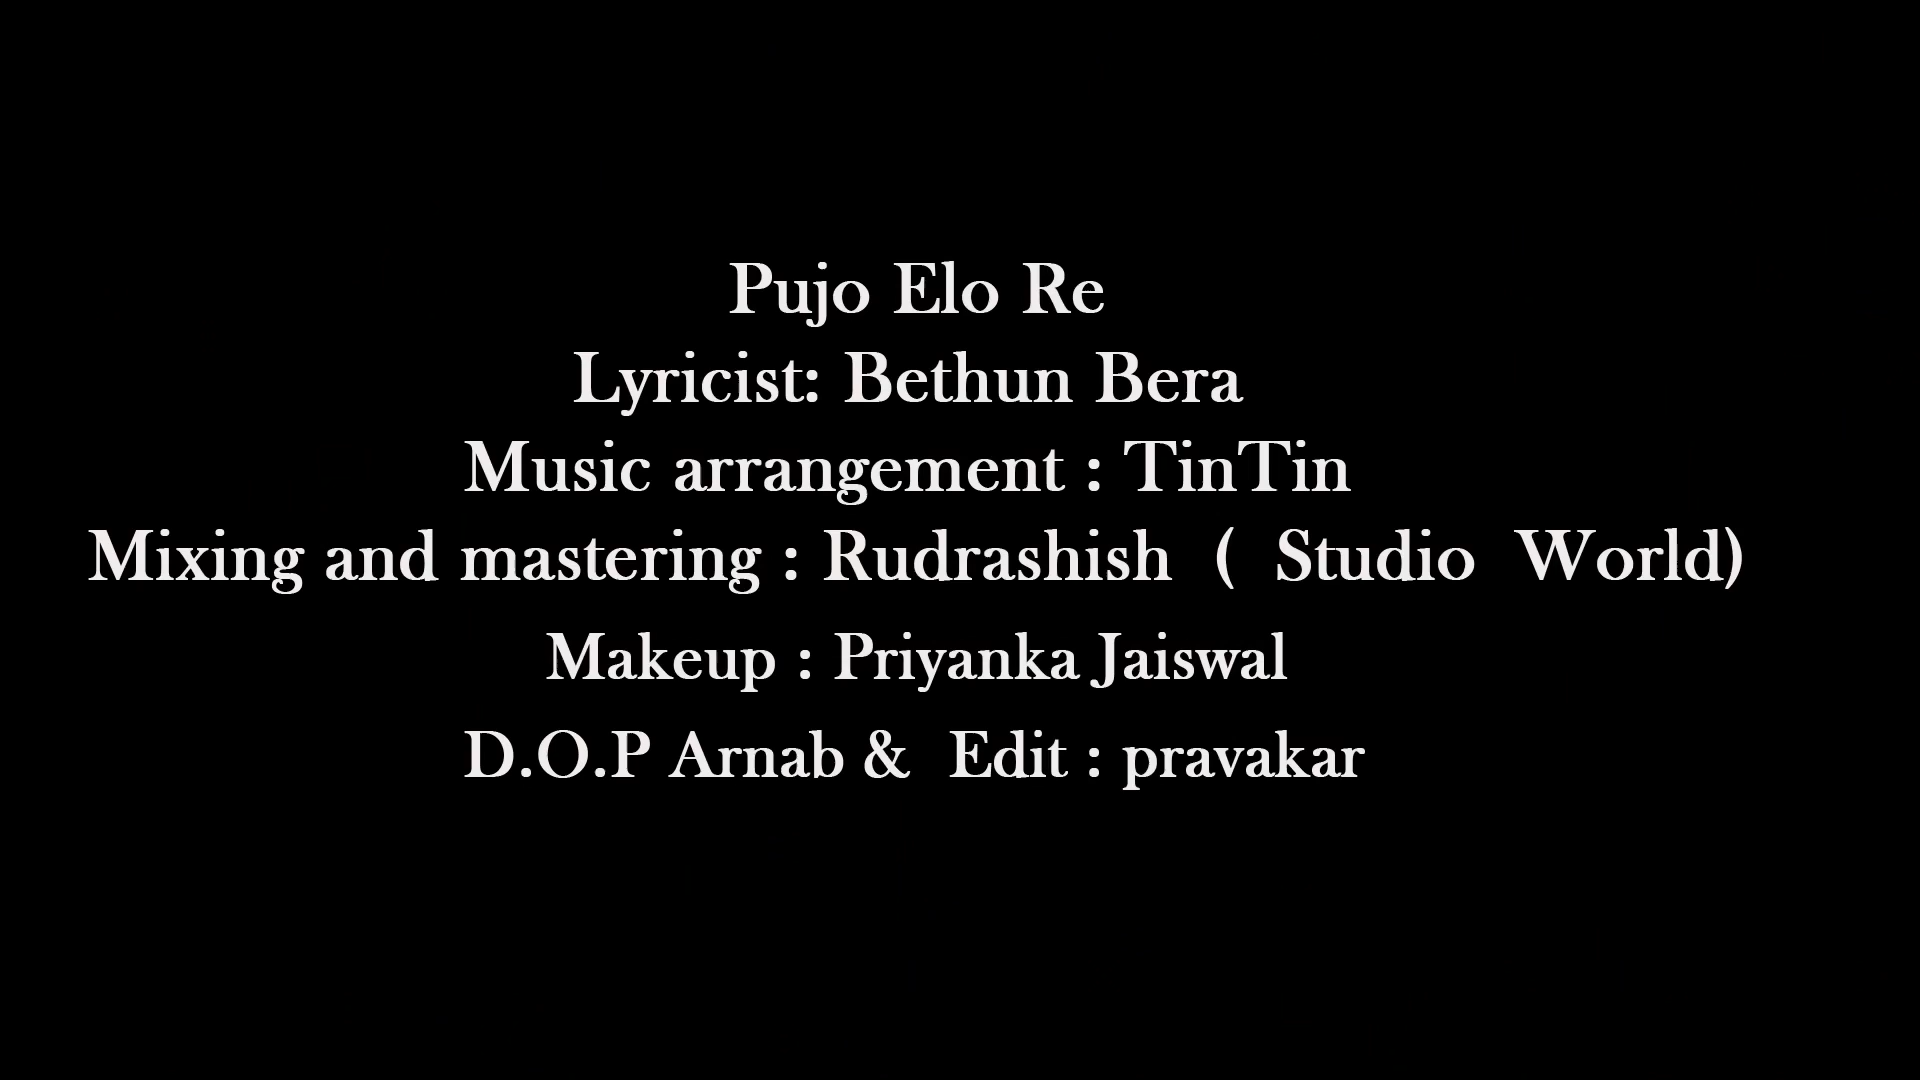 Pujo Elo Re
Lyricist: Bethun Bera
Music arrangement : TinTin
Mixing and mastering : Rudrashish ( Studio World)
Makeup : Priyanka Jaiswal
D.O.P Arnab & Edit : pravakar